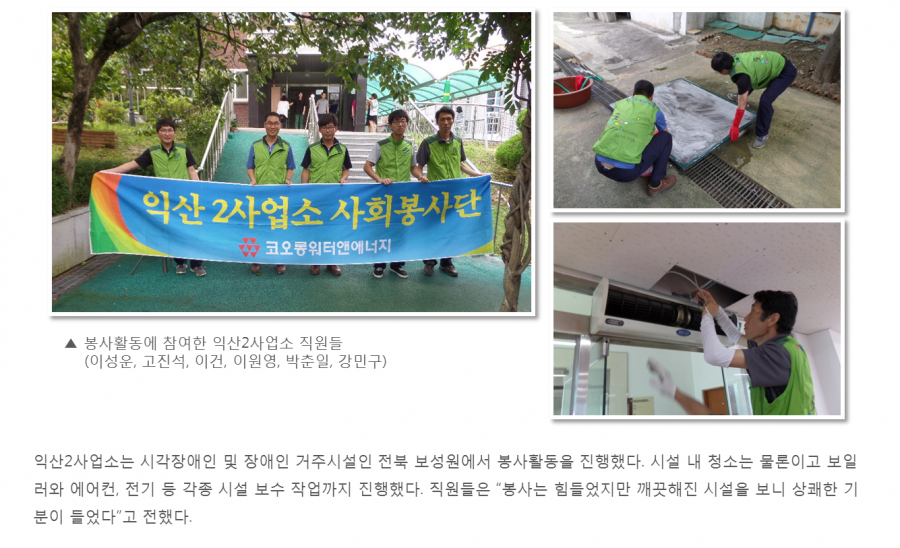 익산 2사업소 사회봉사단
코오롱워터앤에너지
▲ 봉사활동에 참여한 익산2사업소 직원들
(이성운, 고진석, 이건, 이원영, 박춘일, 강민구)
익산2사업소는 시각장애인 및 장애인 거주시설인 전북 보성원에서 봉사활동을 진행했다. 시설 내 청소는 물론이고 보일
러와 에어컨, 전기 등 각종 시설 보수 작업까지 진행했다. 직원들은 “봉사는 힘들었지만 깨끗해진 시설을 보니 상쾌한 기
분이 들었다”고 전했다.